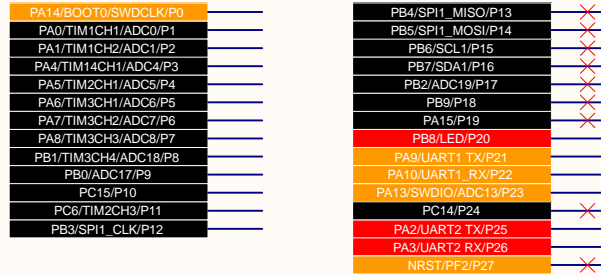 PA14/BOOT0/SWDCLK/P0
PA0/TIM1CH1/ADC0/P1
PA1/TIM1CH2/ADC1/P2
PA4/TIM14CH1/ADC4/P3
PA5/TIM2CH1/ADC5/P4
PA6/TIM3CH1/ADC6/P5
PA7/TIM3CH2/ADC7/P6
PA8/TIM3CH3/ADC8/P7
PB1/TIM3CH4/ADC18/P8
PB0/ADC17/P9
PC15/P10
PC6/TIM2CH3/P11
PB3/SPI1_CLK/P12
PB4/SPI1_MISO/P13
PB5/SPI1_MOSI/P14
PB6/SCL1/P15
PB7/SDA1/P16
PB2/ADC19/P17
PB9/P18
PA15/P19
PB8/LED/P20
PA9/UART1 TX/P21
PA10/UART1_RX/P22
PA13/SWDIO/ADC13/P23
PC14/P24
PA2/UART2 TX/P25
PA3/UART2 RX/P26
NRST/PF2/P27